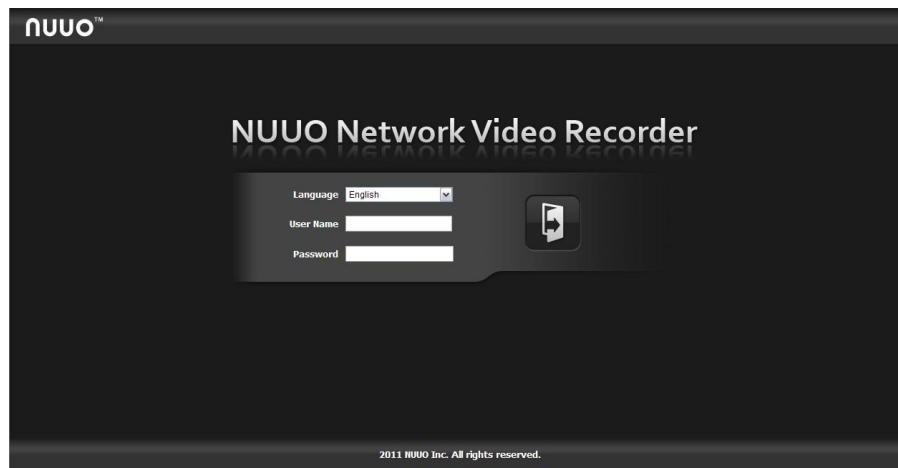 nuuo™
NUUO Network Video Recorder
Language English
User Name
Password
2011 NUUO Inc. All rights reserved.